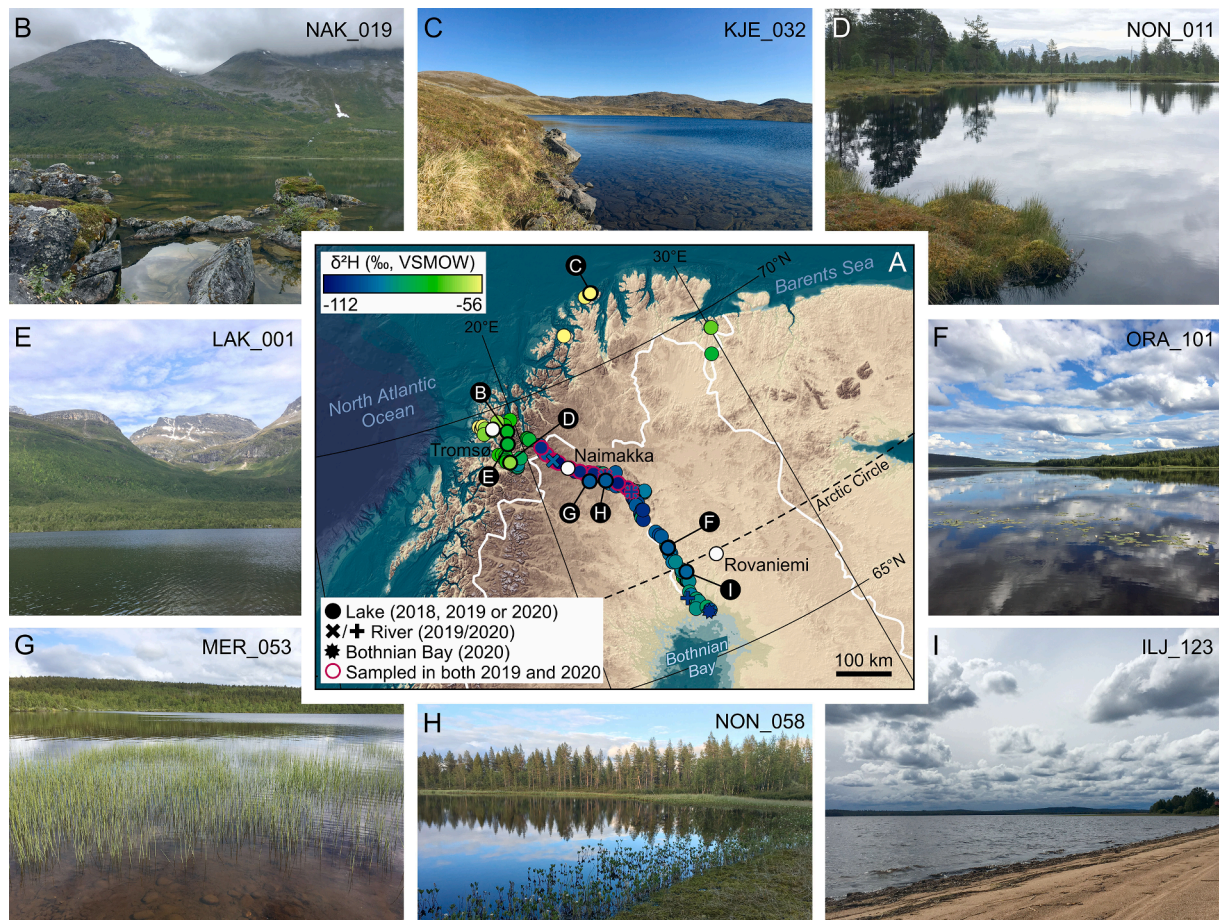 B
NAK_019
C
KJE_032
D
NON_011
A
δ²H (‰, VSMOW)
-112
-56
30°E
70°N
Barents Sea
C
20°E
North Atlantic
Ocean
B
D
Tromsø
Naimakka
E
G
H
F
Arctic Circle
Rovaniemi
I
65°N
Bothnian
Bay
Lake (2018, 2019 or 2020)
/ River (2019/2020)
Bothnian Bay (2020)
Sampled in both 2019 and 2020
100 km
E
LAK_001
F
ORA_101
G
MER_053
H
NON_058
I
ILJ_123